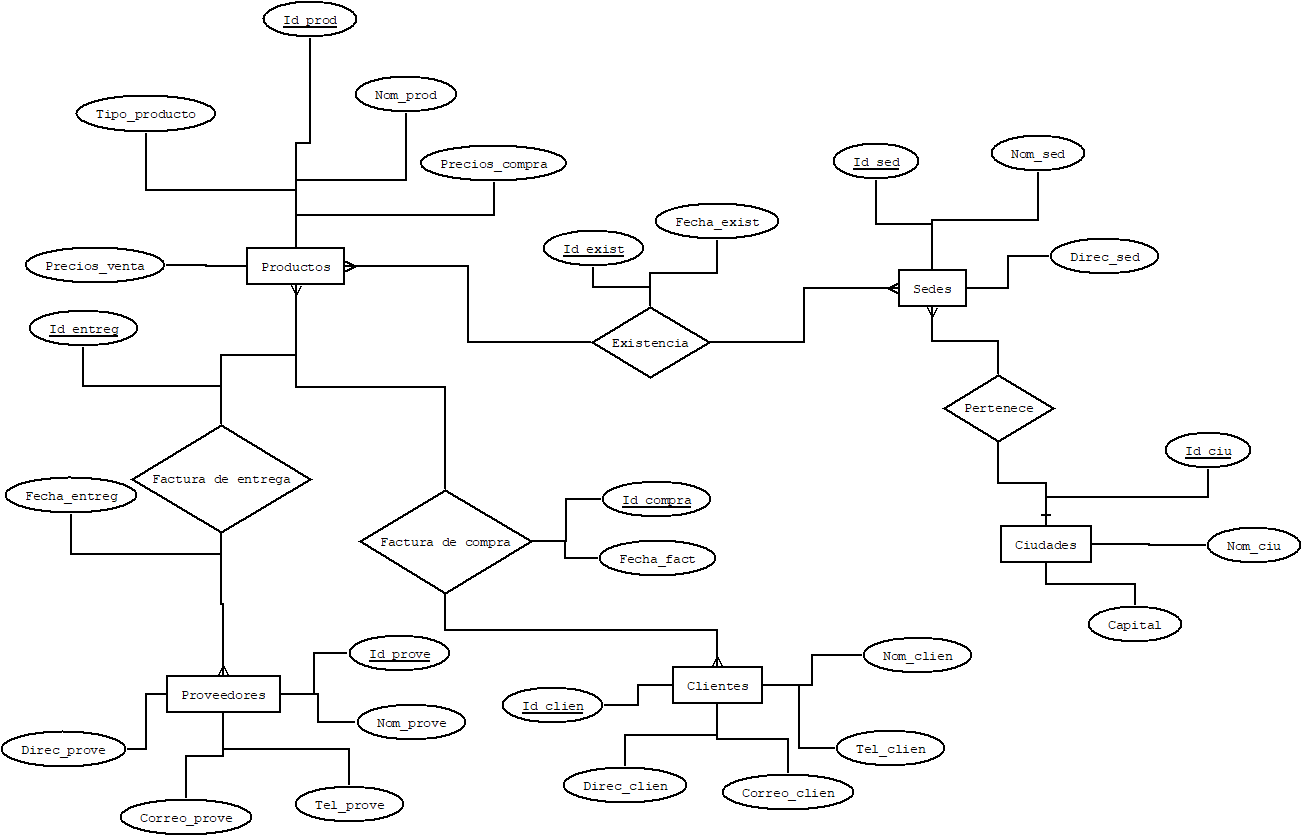 Id_prod
Nom_prod
Tipo_producto
Precios_compra
Id_sed
Nom_sed
Fecha_exist
Id_exist
Direc_sed
Precios_venta
Productos
Sedes
Id_entreg
Existencia
Pertenece
Id_ciu
Factura de entrega
Fecha_entreg
Id_compra
Factura de compra
Fecha_fact
Ciudades
Nom_ciu
Capital
Id_prove
Nom_clien
Proveedores
Clientes
Id_clien
Nom_prove
Direc_prove
Tel_clien
Direc_clien
Correo_clien
Tel_prove
Correo_prove